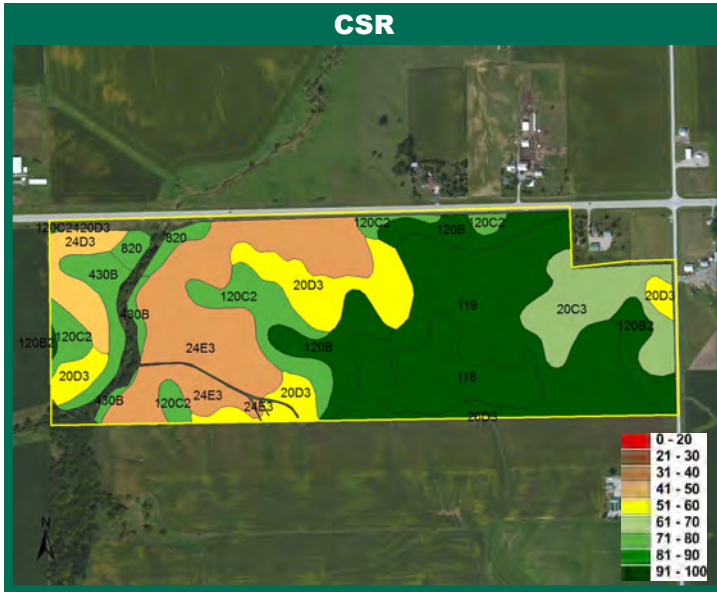 CSR
120C2
120D3
24D3
820
820
430B
120C2
120B
120C2
119
20C3
20D3
120B2
20D3
120C2
430B
24E3
120B
120B2
120C2
118
20D3
24E3
20D3
430B
120C2
24E3
20D3
N
0 - 20
21 - 30
31 - 40
41 - 50
51 - 60
61 - 70
71 - 80
81 - 90
91 - 100